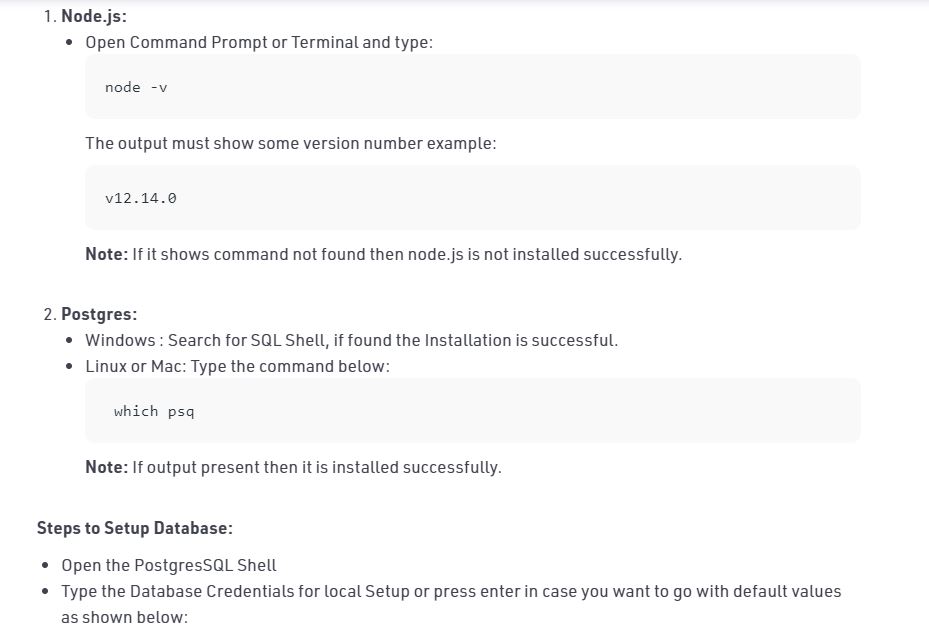 1. Node.js:
• Open Command Prompt or Terminal and type:
node -v
The output must show some version number example:
v12.14.0
Note: If it shows command not found then node.js is not installed successfully.
2. Postgres:
• Windows : Search for SQL Shell, if found the Installation is successful.
• Linux or Mac: Type the command below:
which psq
Note: If output present then it is installed successfully.
Steps to Setup Database:
• Open the PostgresSQL Shell
• Type the Database Credentials for local Setup or press enter in case you want to go with default values
as shown below: